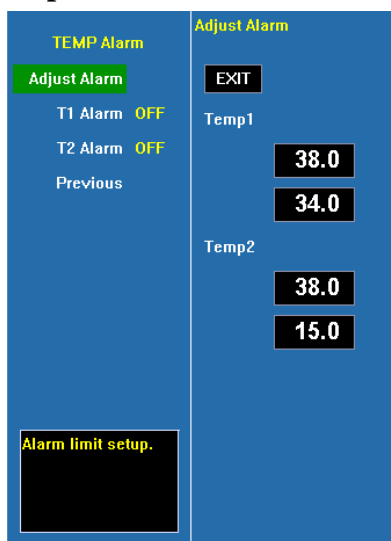 TEMP Alarm
Adjust Alarm
T1 Alarm OFF
T2 Alarm OFF
Previous
Alarm limit setup.
Adjust Alarm
EXIT
Temp1
38.0
34.0
Temp2
38.0
15.0